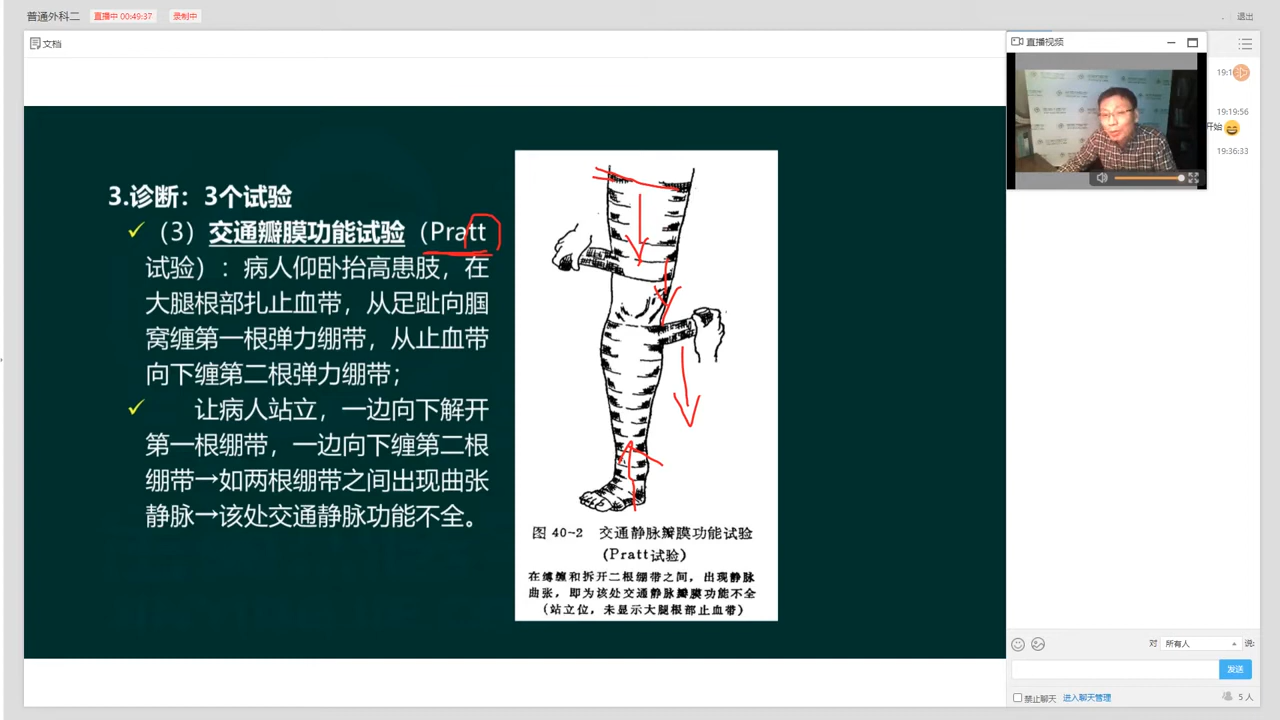 普通外科二
直播中 00:49:37
录制中
退出
文档
直播视频
3.诊断：3个试验
✓（3）交通瓣膜功能试验（Pratt
试验）：病人仰卧抬高患肢，在
大腿根部扎止血带，从足趾向腘
窝缠第一根弹力绷带，从止血带
向下缠第二根弹力绷带；
✓ 让病人站立，一边向下解开
第一根绷带，一边向下缠第二根
绷带→如两根绷带之间出现曲张
静脉→该处交通静脉功能不全。
图 40-2 交通静脉瓣膜功能试验
(Pratt试验)
在缚缠和拆开二根绷带之间，出现静脉
曲张，即为该处交通静脉瓣膜功能不全
(站立位，未显示大腿根部止血带)
19:19:56
开始
19:36:33
对 所有人 说:
发送
禁止聊天 进入聊天管理
5 人